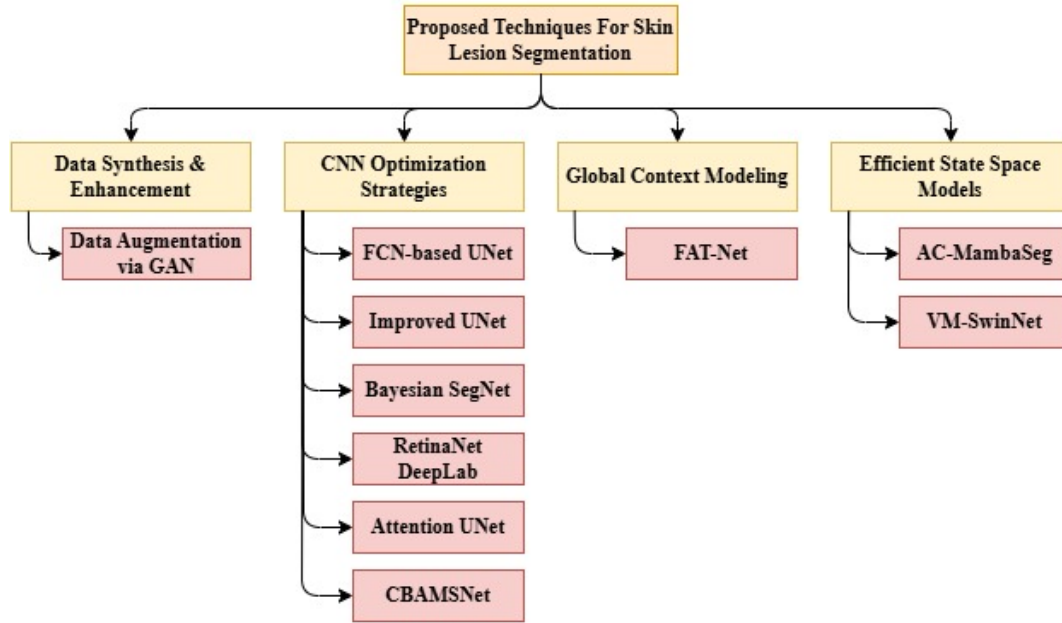 Proposed Techniques For Skin
Lesion Segmentation
Data Synthesis &
Enhancement
Data Augmentation
via GAN
CNN Optimization
Strategies
FCN-based UNet
Improved UNet
Bayesian SegNet
RetinaNet
DeepLab
Attention UNet
CBAMSNet
Global Context Modeling
FAT-Net
Efficient State Space
Models
AC-MambaSeg
VM-SwinNet